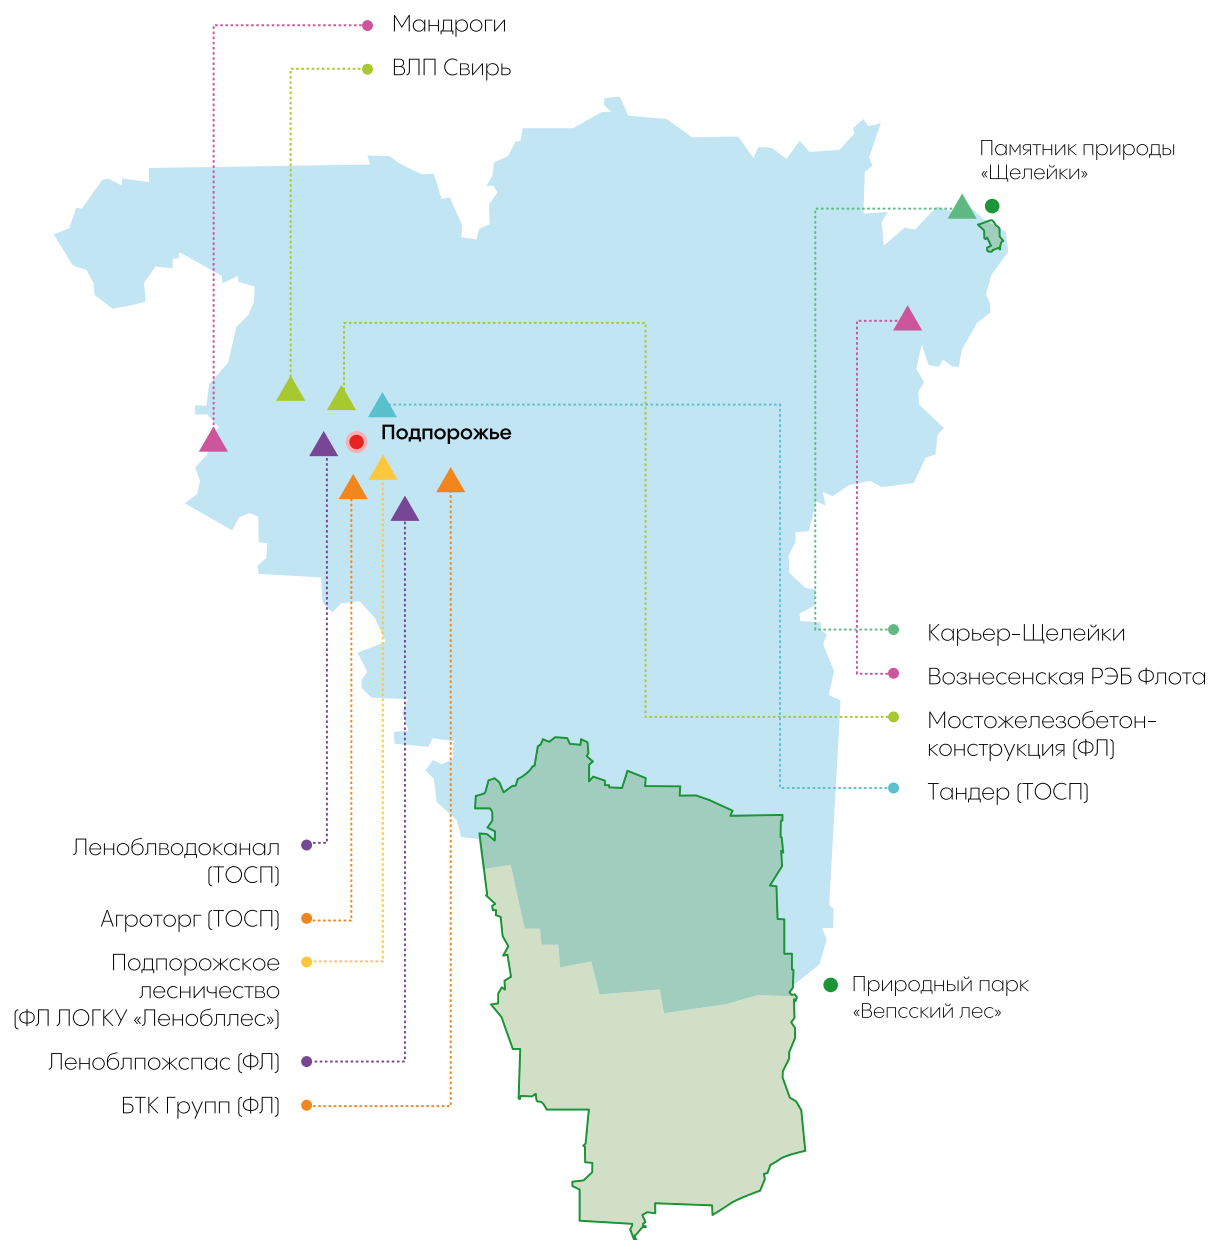 Мандроги
ВЛП Свирь
Памятник природы
«Щелейки»
Подпорожье
Карьер-Щелейки
Вознесенская РЭБ Флота
Мостожелезобетон-
конструкция (ФЛ)
Тандер (ТОСП)
Леноблводоканал
(ТОСП)
Агроторг (ТОСП)
Подпорожское
лесничество
(ФЛ ЛОГКУ «Ленобллес»)
Леноблпожспас (ФЛ)
БТК Групп (ФЛ)
Природный парк
«Вепсский лес»